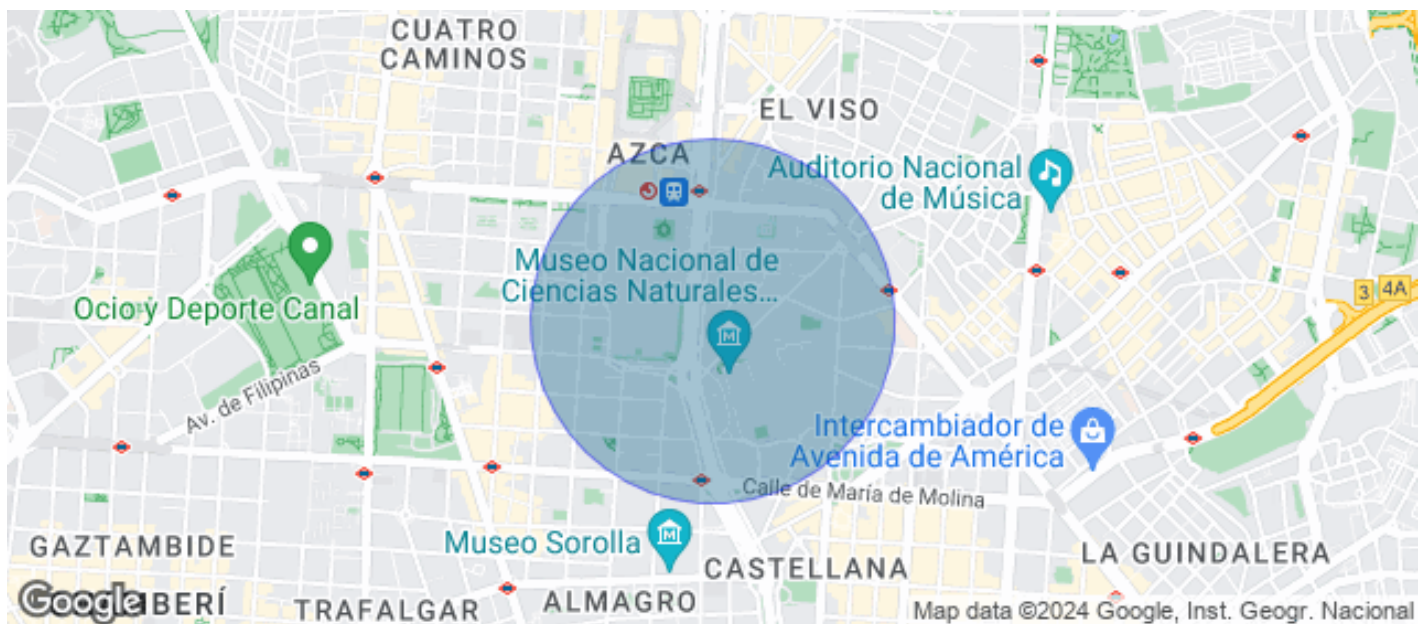 CUATRO
CAMINOS
EL VISO
AZCA
Auditorio Nacional
de Música
Museo Nacional de
Ciencias Naturales...
Ocio y Deporte Canal
3
4A
Av. de Filipinas
Intercambiador de
Avenida de América
Calle de María de Molina
Museo Sorolla
GAZTAMBIDE
CASTELLANA
LA GUINDALERA
Google
IBERÍ
TRAFALGAR
ALMAGRO
Map data ©2024 Google, Inst. Geogr. Nacional